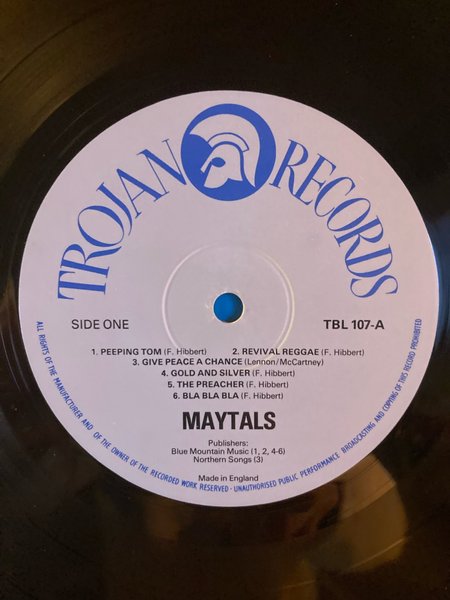 TROJAN RECORDS
SIDE ONE
TBL 107-A
1. PEEPING TOM (F. Hibbert) 2. REVIVAL REGGAE (F. Hibbert)
3. GIVE PEACE A CHANCE (Lennon/McCartney)
4. GOLD AND SILVER (F. Hibbert)
5. THE PREACHER (F. Hibbert)
6. BLA BLA BLA (F. Hibbert)
MAYTALS
Publishers:
Blue Mountain Music (1, 2, 4-6)
Northern Songs (3)
Made in England
ALL RIGHTS OF THE MANUFACTURER AND OF THE OWNER OF THE RECORDED WORK RESERVED · UNAUTHORISED PUBLIC PERFORMANCE BROADCASTING AND COPYING OF THIS RECORD PROHIBITED